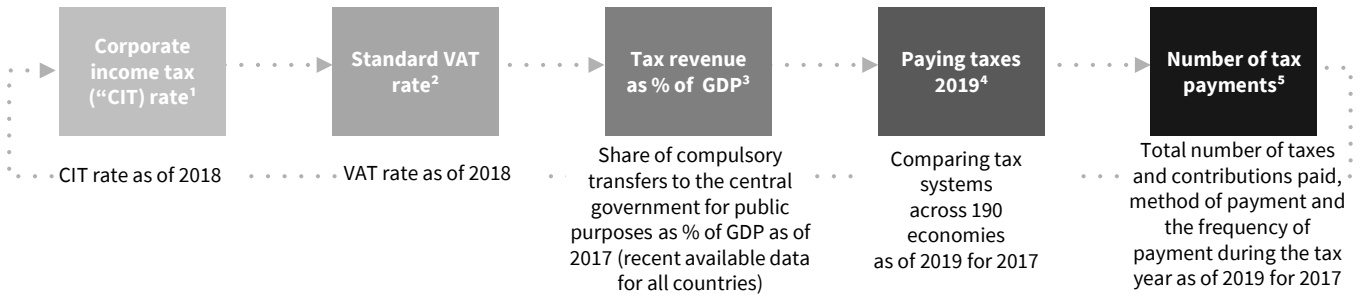 Corporate
income tax
(“CIT) rate¹
Standard VAT
rate²
Tax revenue
as % of GDP³
Paying taxes
2019⁴
Number of tax
payments⁵
CIT rate as of 2018
VAT rate as of 2018
Share of compulsory
transfers to the central
government for public
purposes as % of GDP as of
2017 (recent available data
for all countries)
Comparing tax
systems
across 190
economies
as of 2019 for 2017
Total number of taxes
and contributions paid,
method of payment and
the frequency of
payment during the tax
year as of 2019 for 2017